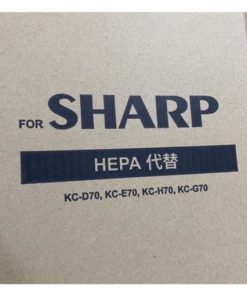 FOR SHARP
HEPA 代替
KC-D70, KC-E70, KC-H70, KC-G70